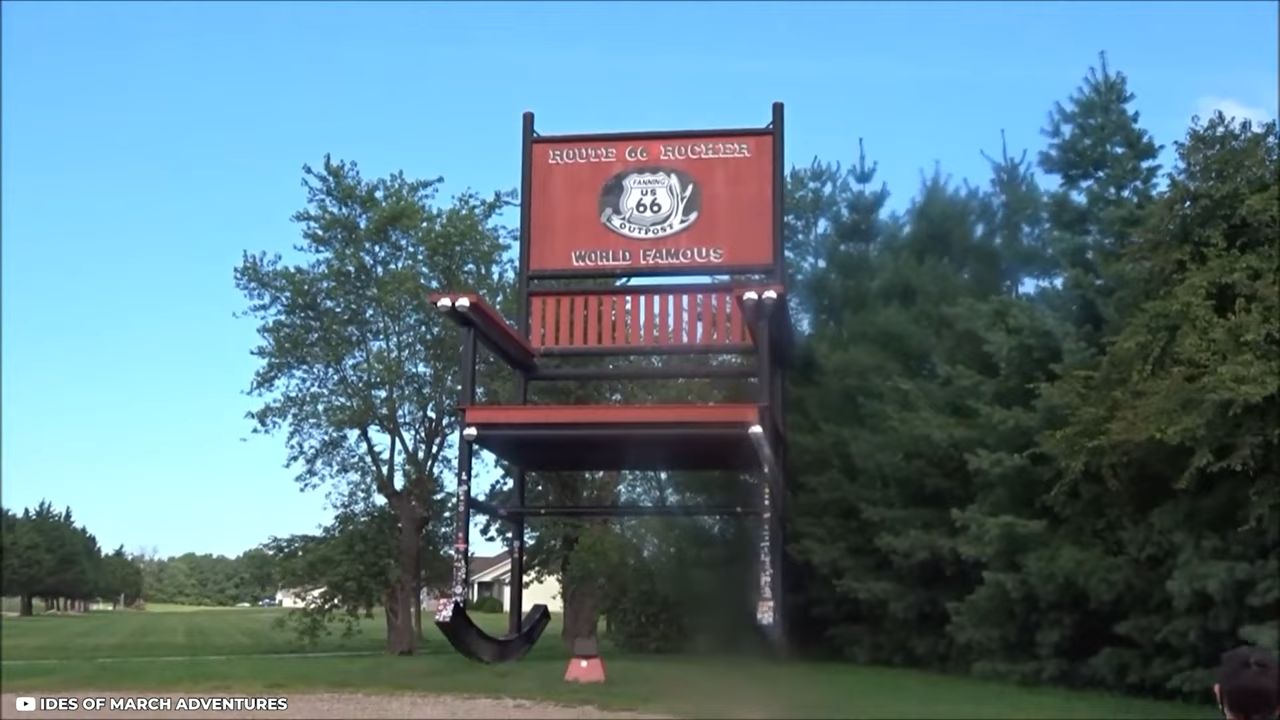 ROUTE 66 ROCKER
FANNING
US
66
OUTPOST
WORLD FAMOUS
IDES OF MARCH ADVENTURES